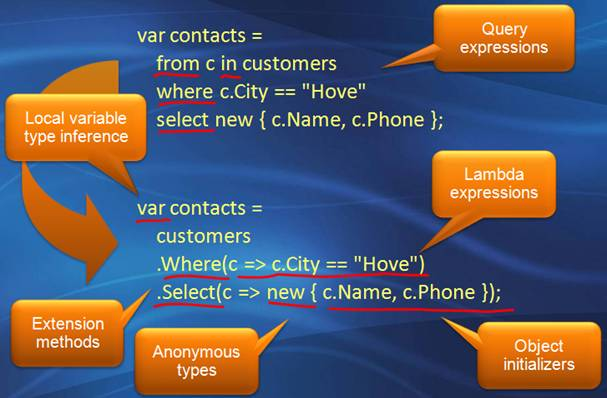 var contacts =
from c in customers
where c.City == "Hove"
select new { c.Name, c.Phone };
Query
expressions
Local variable
type inference
Lambda
expressions
var contacts =
customers
.Where(c => c.City == "Hove")
.Select(c => new { c.Name, c.Phone });
Extension
methods
Anonymous
types
Object
initializers